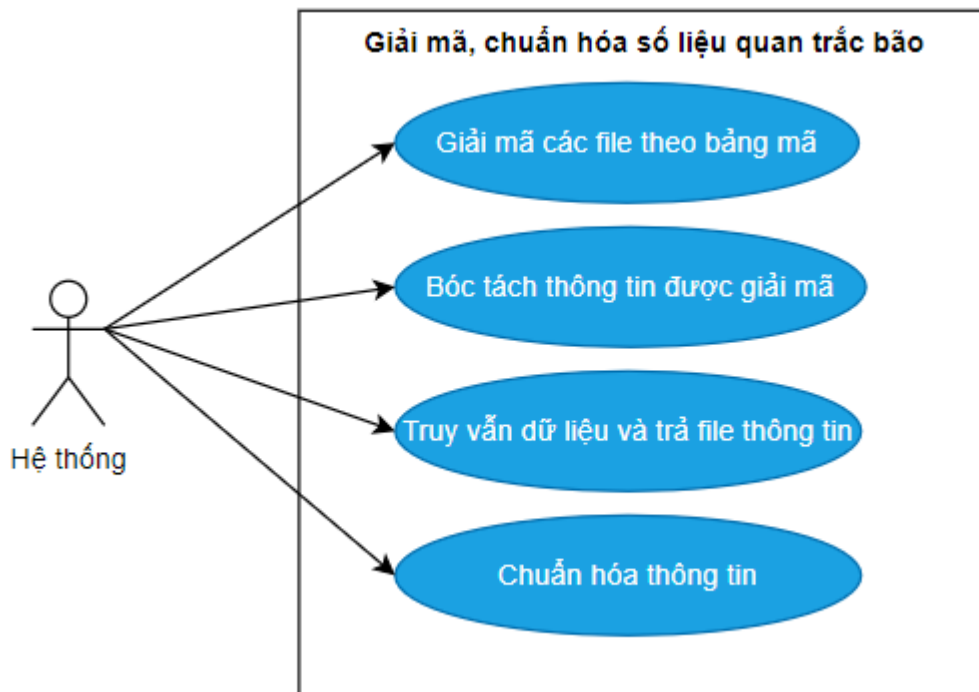 Giải mã, chuẩn hóa số liệu quan trắc bão
Giải mã các file theo bảng mã
Bóc tách thông tin được giải mã
Truy vẫn dữ liệu và trả file thông tin
Chuẩn hóa thông tin
Hệ thống